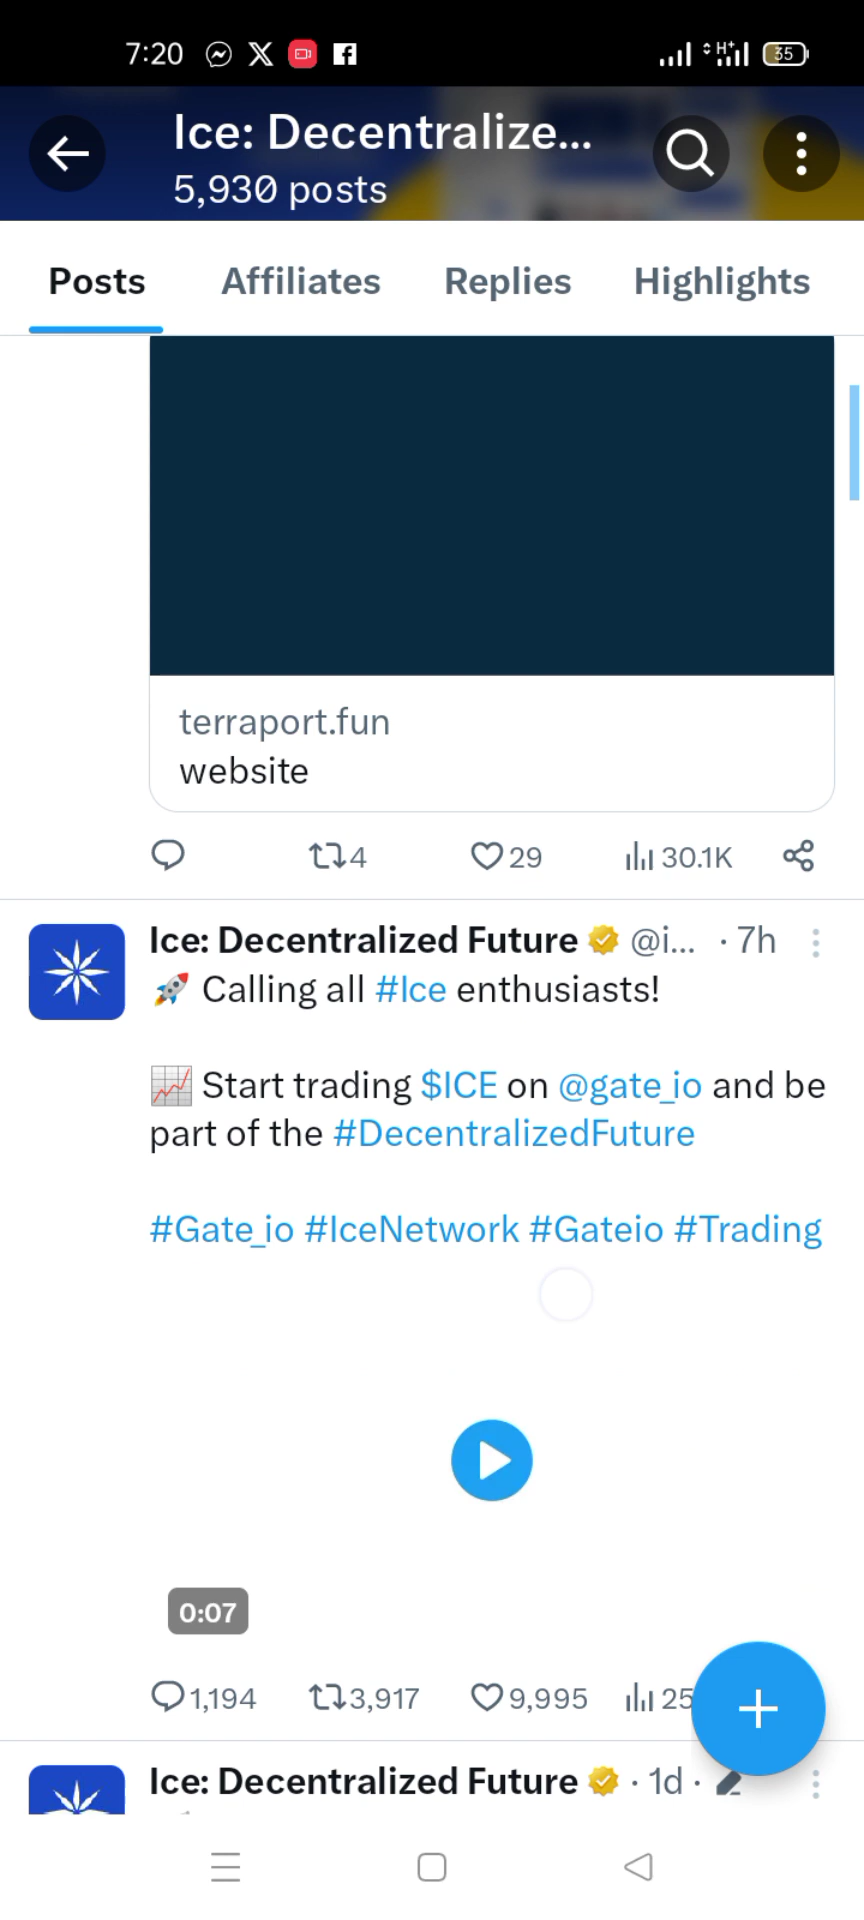 7:20
35
Ice: Decentralize...
5,930 posts
Posts Affiliates Replies Highlights
terraport.fun
website
4 29 30.1K
Ice: Decentralized Future @i... · 7h
🚀 Calling all #Ice enthusiasts!
📈 Start trading $ICE on @gate_io and be
part of the #DecentralizedFuture
#Gate_io #IceNetwork #Gateio #Trading
0:07
1,194 3,917 9,995 25
Ice: Decentralized Future · 1d ·